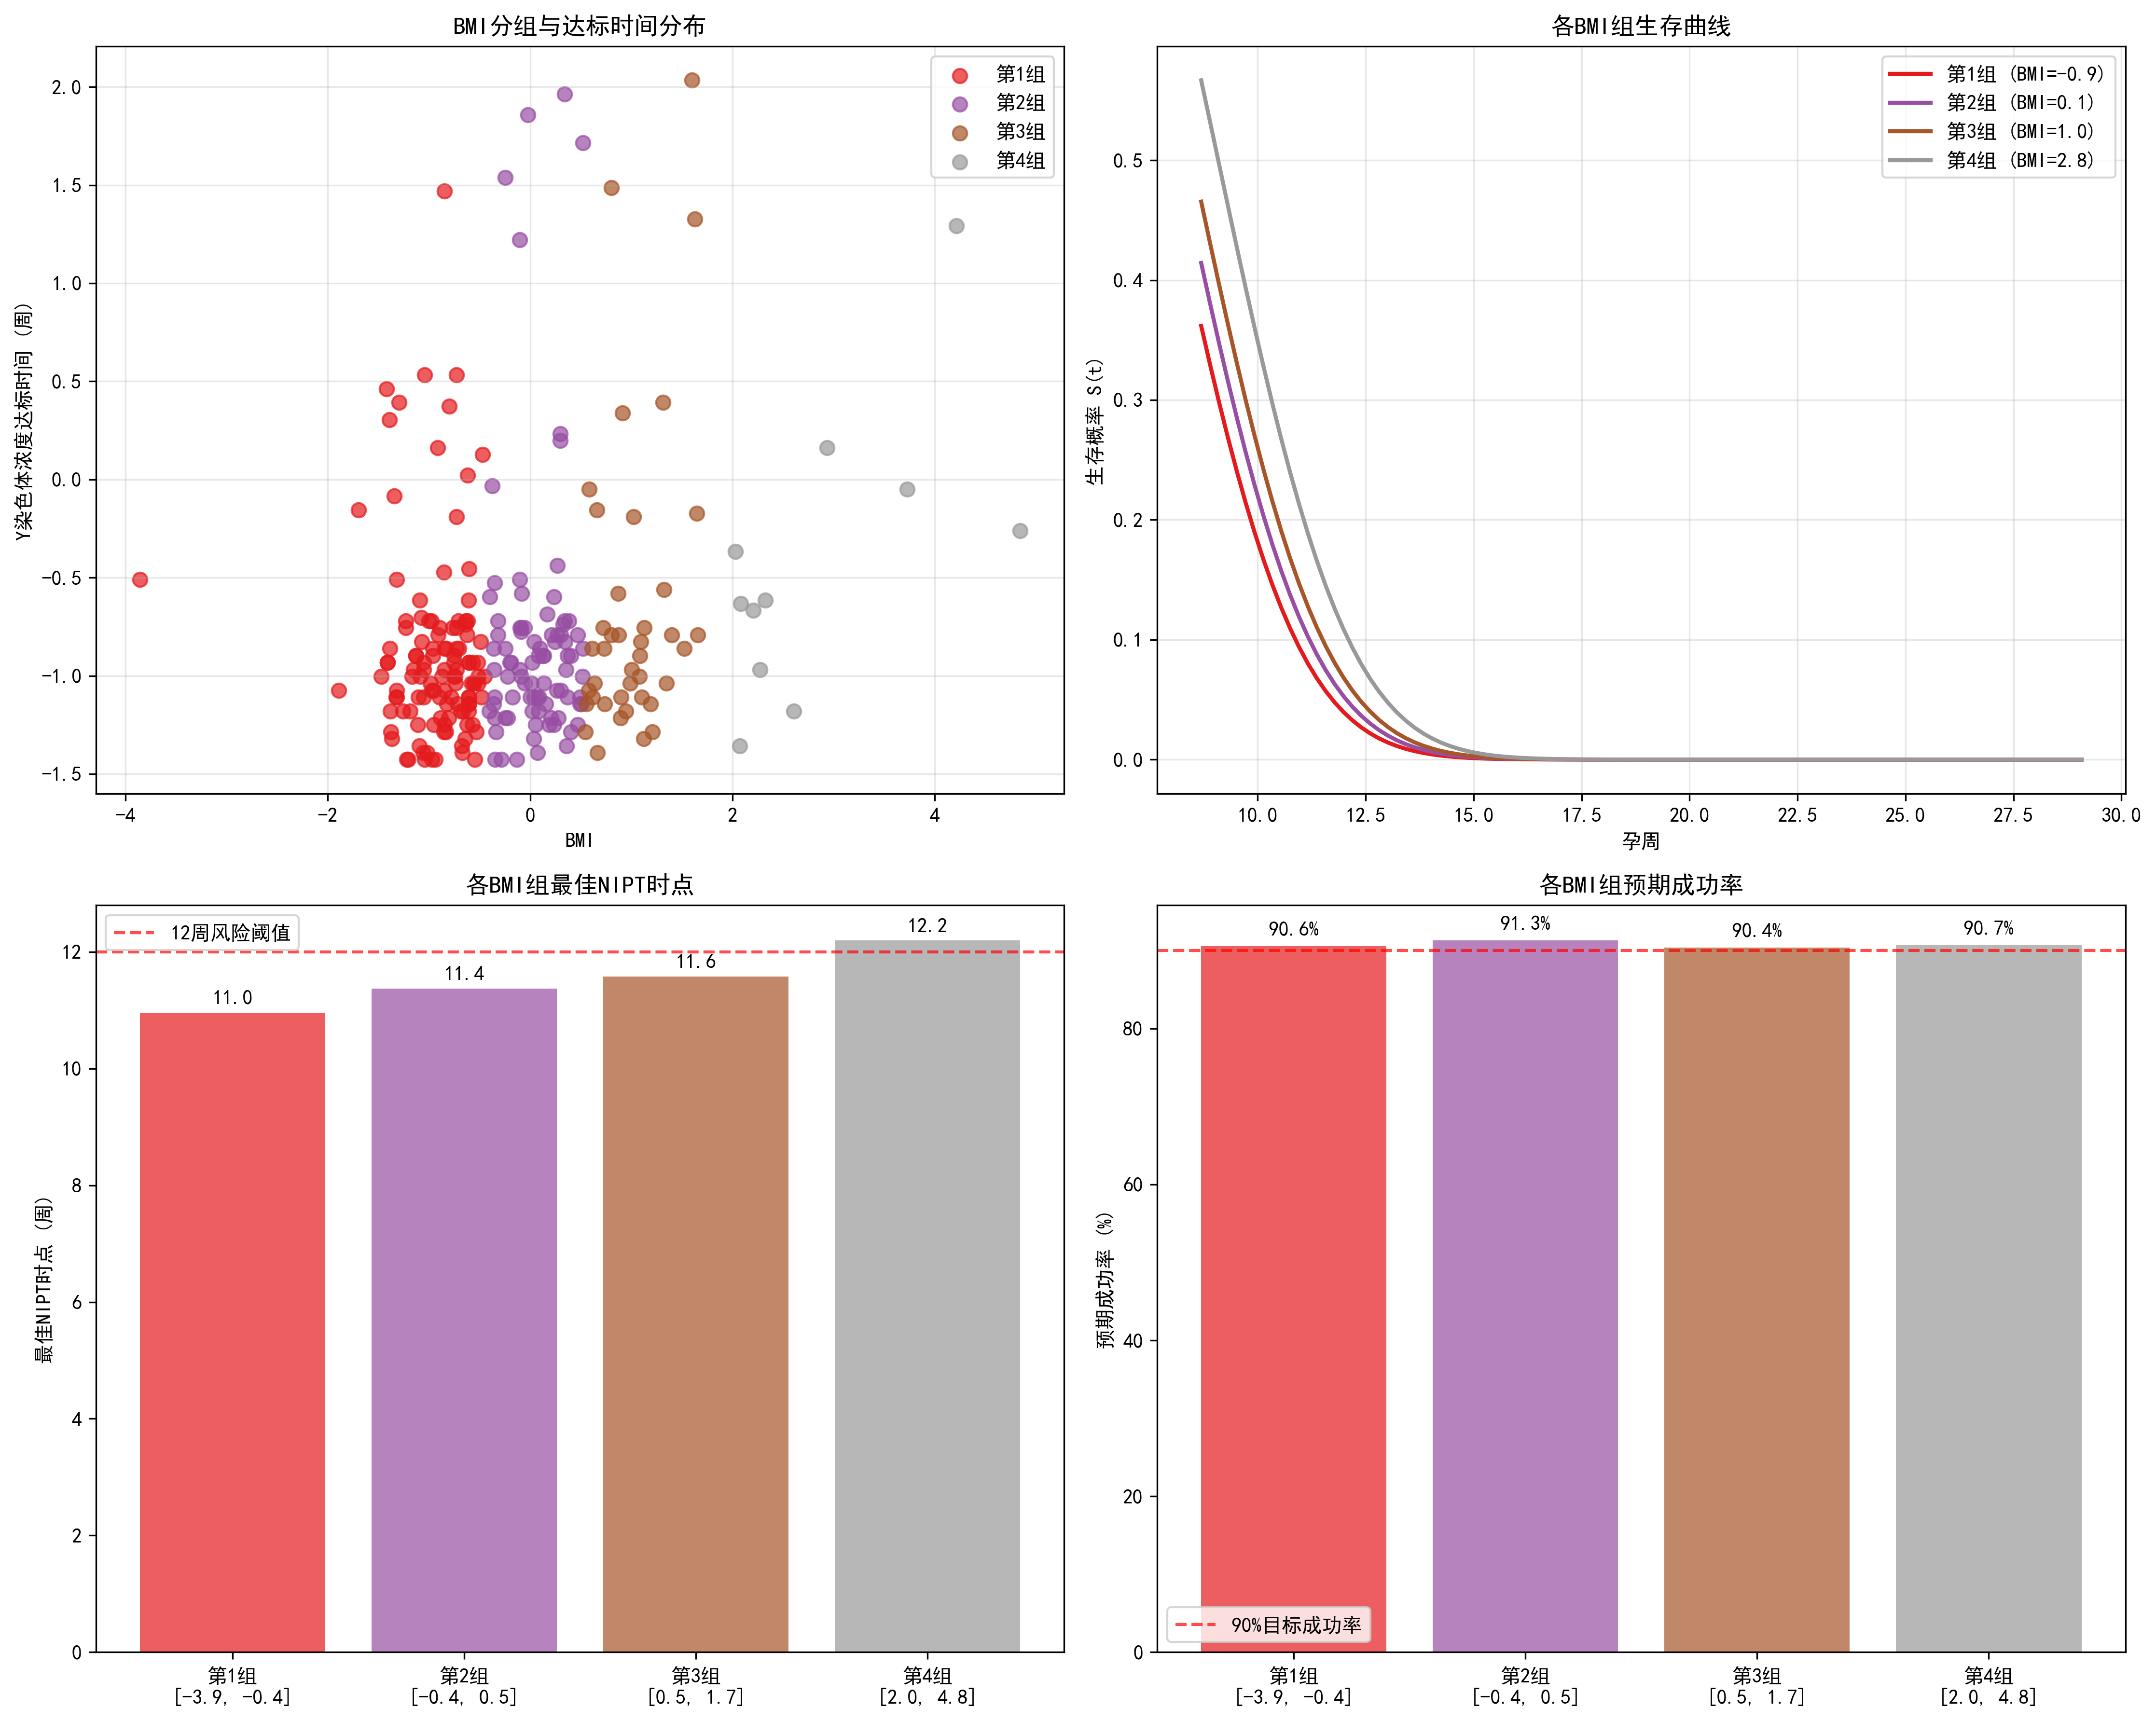 BMI分组与达标时间分布
2.0
1.5
1.0
0.5
0.0
-0.5
-1.0
-1.5
-4
-2
0
2
4
Y染色体浓度达标时间 (周)
BMI
第1组
第2组
第3组
第4组
各BMI组生存曲线
0.5
0.4
0.3
0.2
0.1
0.0
10.0
12.5
15.0
17.5
20.0
22.5
25.0
27.5
30.0
生存概率 S(t)
孕周
第1组 (BMI=-0.9)
第2组 (BMI=0.1)
第3组 (BMI=1.0)
第4组 (BMI=2.8)
各BMI组最佳NIPT时点
12周风险阈值
12
10
8
6
4
2
0
最佳NIPT时点 (周)
11.0
11.4
11.6
12.2
第1组
[-3.9, -0.4]
第2组
[-0.4, 0.5]
第3组
[0.5, 1.7]
第4组
[2.0, 4.8]
各BMI组预期成功率
80
60
40
20
0
预期成功率 (%)
90.6%
91.3%
90.4%
90.7%
90%目标成功率
第1组
[-3.9, -0.4]
第2组
[-0.4, 0.5]
第3组
[0.5, 1.7]
第4组
[2.0, 4.8]